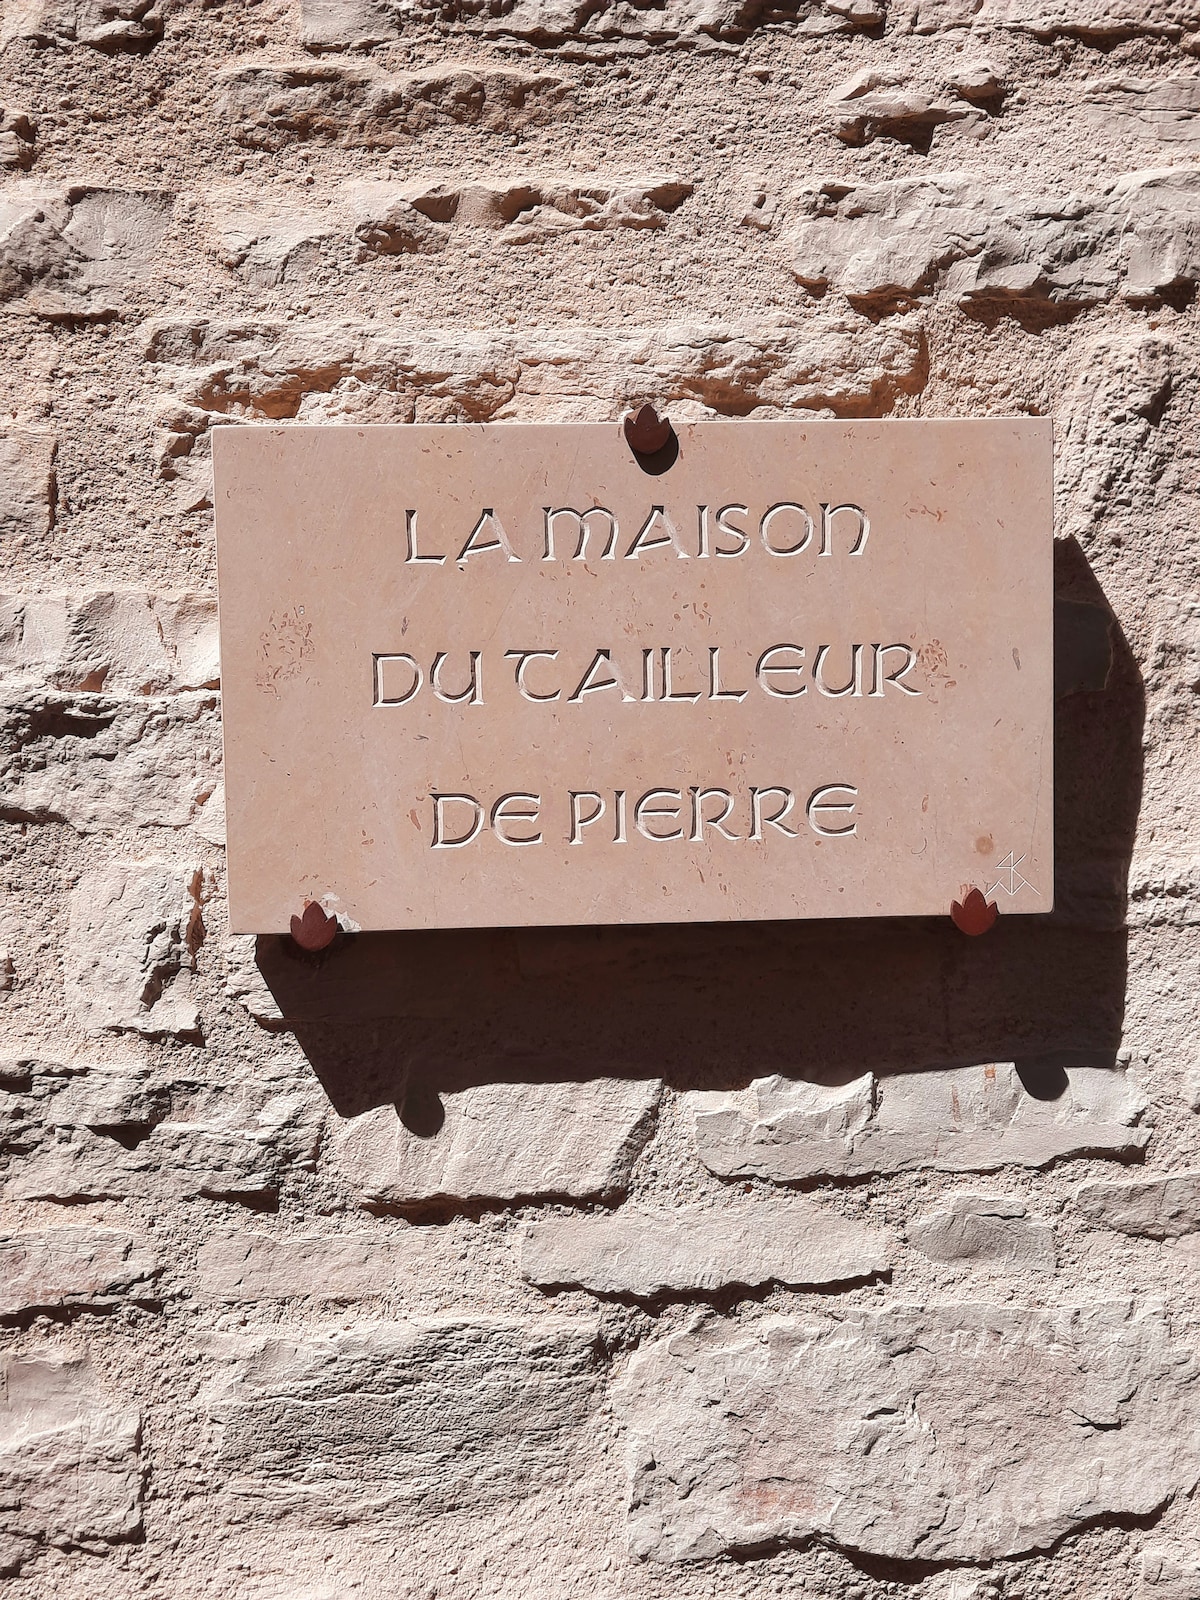 LA MAISON
DU TAILLEUR
DE PIERRE